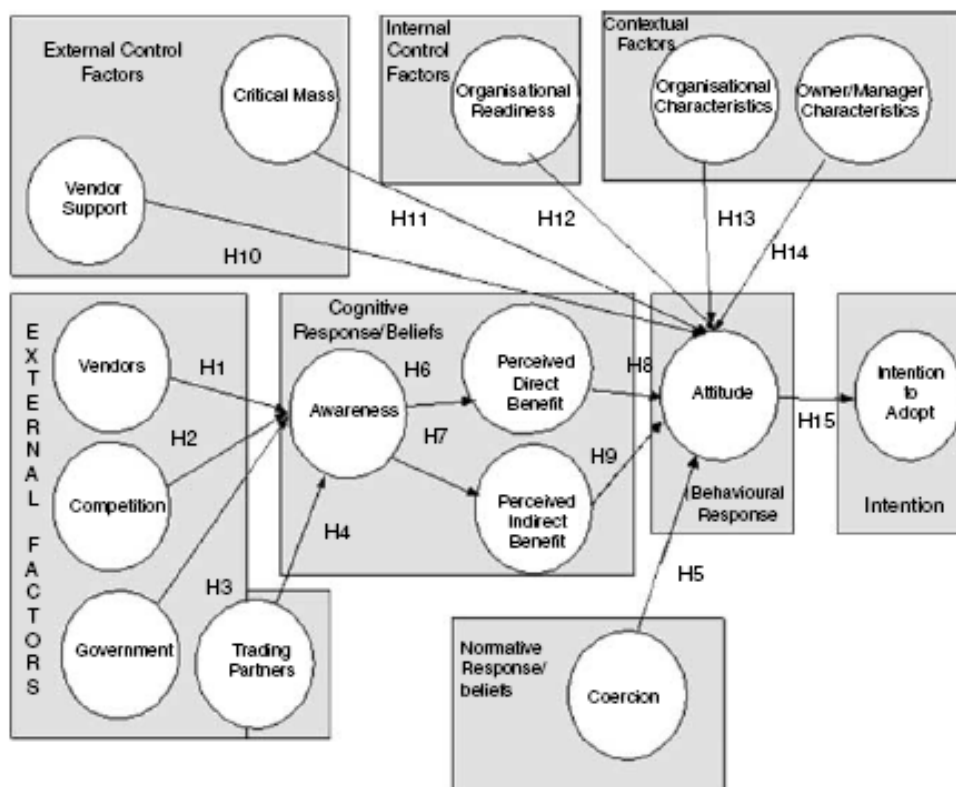 External Control
Factors
Critical Mass
Vendor
Support
Internal
Control
Factors
Organisational
Readiness
Contextual
Factors
Organisational
Characteristics
Owner/Manager
Characteristics
H10
H11
H12
H13
H14
EXTERNAL FACTORS
Vendors
Competition
Government
Trading
Partners
H1
H2
H3
H4
Cognitive
Response/Beliefs
Awareness
H6
H7
Perceived
Direct
Benefit
Perceived
Indirect
Benefit
H8
H9
Attitude
Behavioural
Response
H15
Intention
to
Adopt
Intention
H5
Normative
Response/
beliefs
Coercion